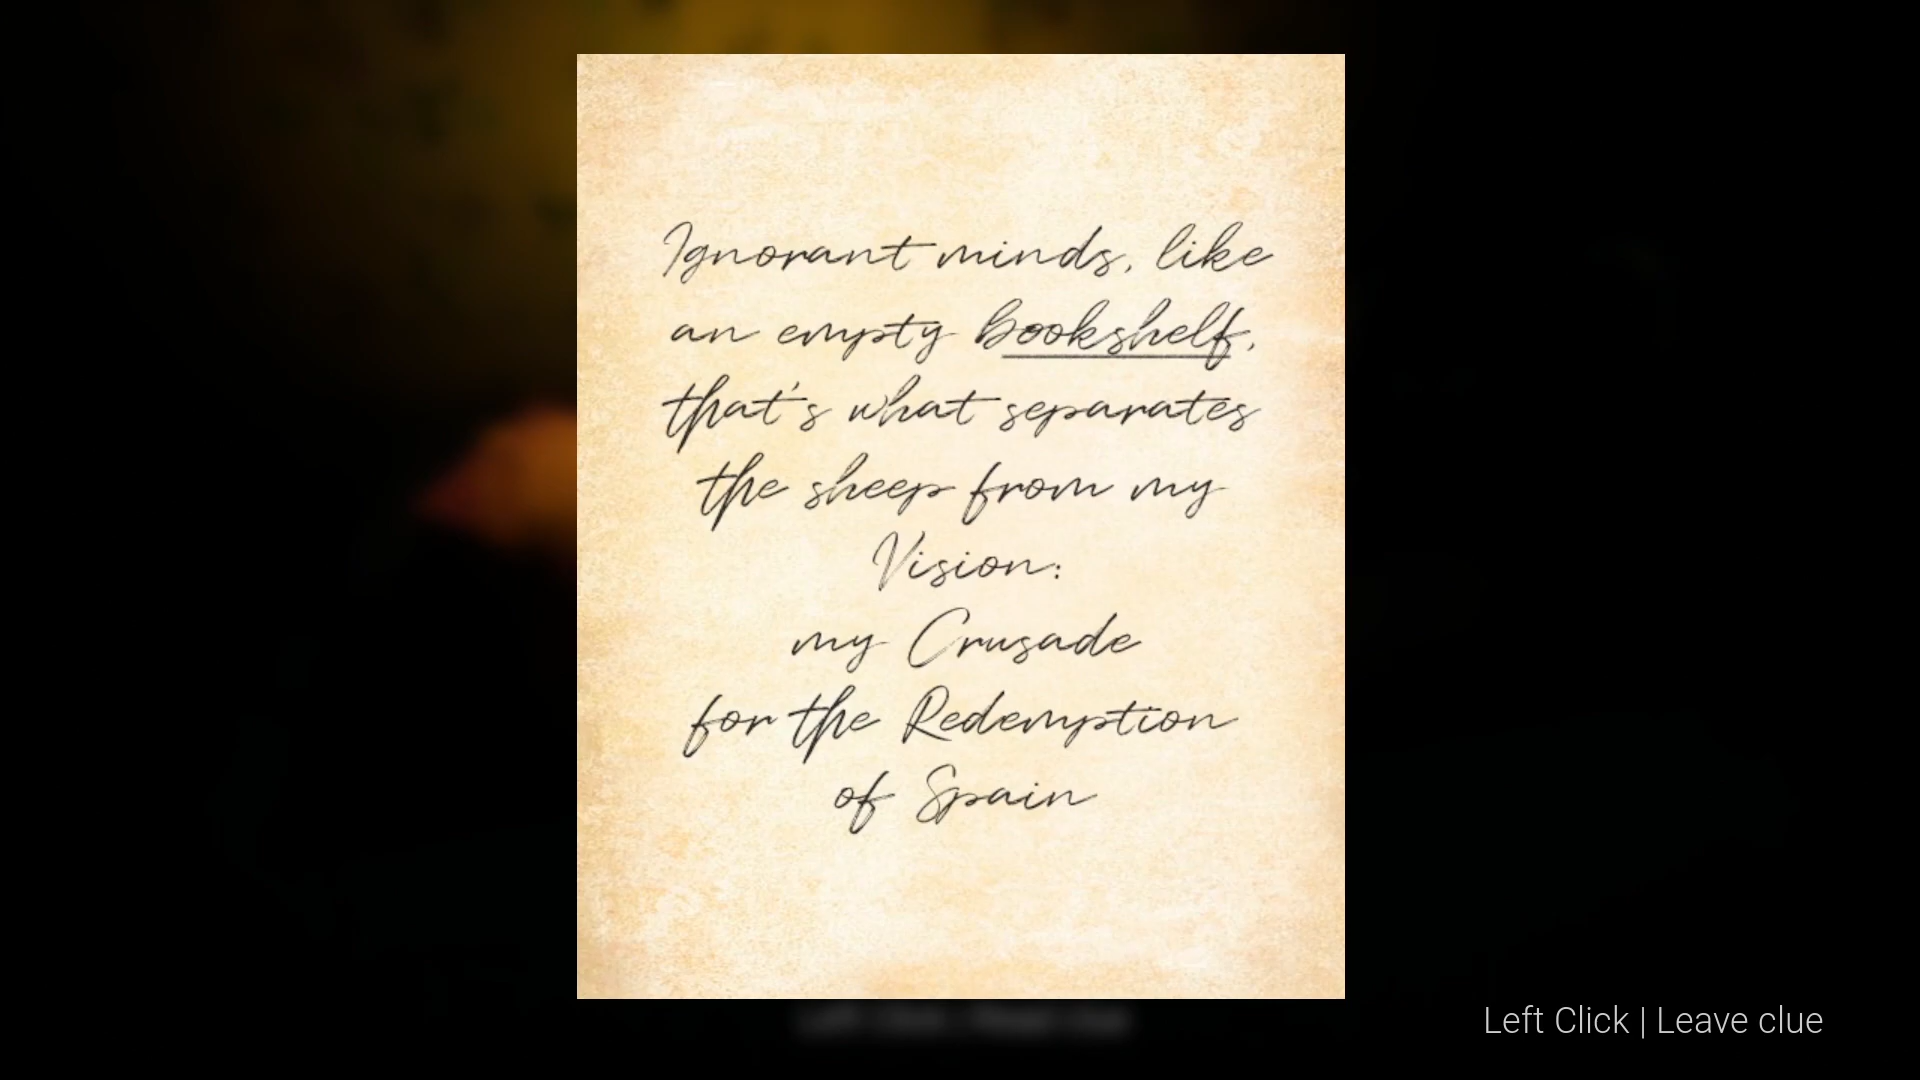 Ignorant minds, like
an empty bookshelf,
that's what separates
the sheep from my
Vision:
my Crusade
for the Redemption
of Spain
Left Click | Leave clue